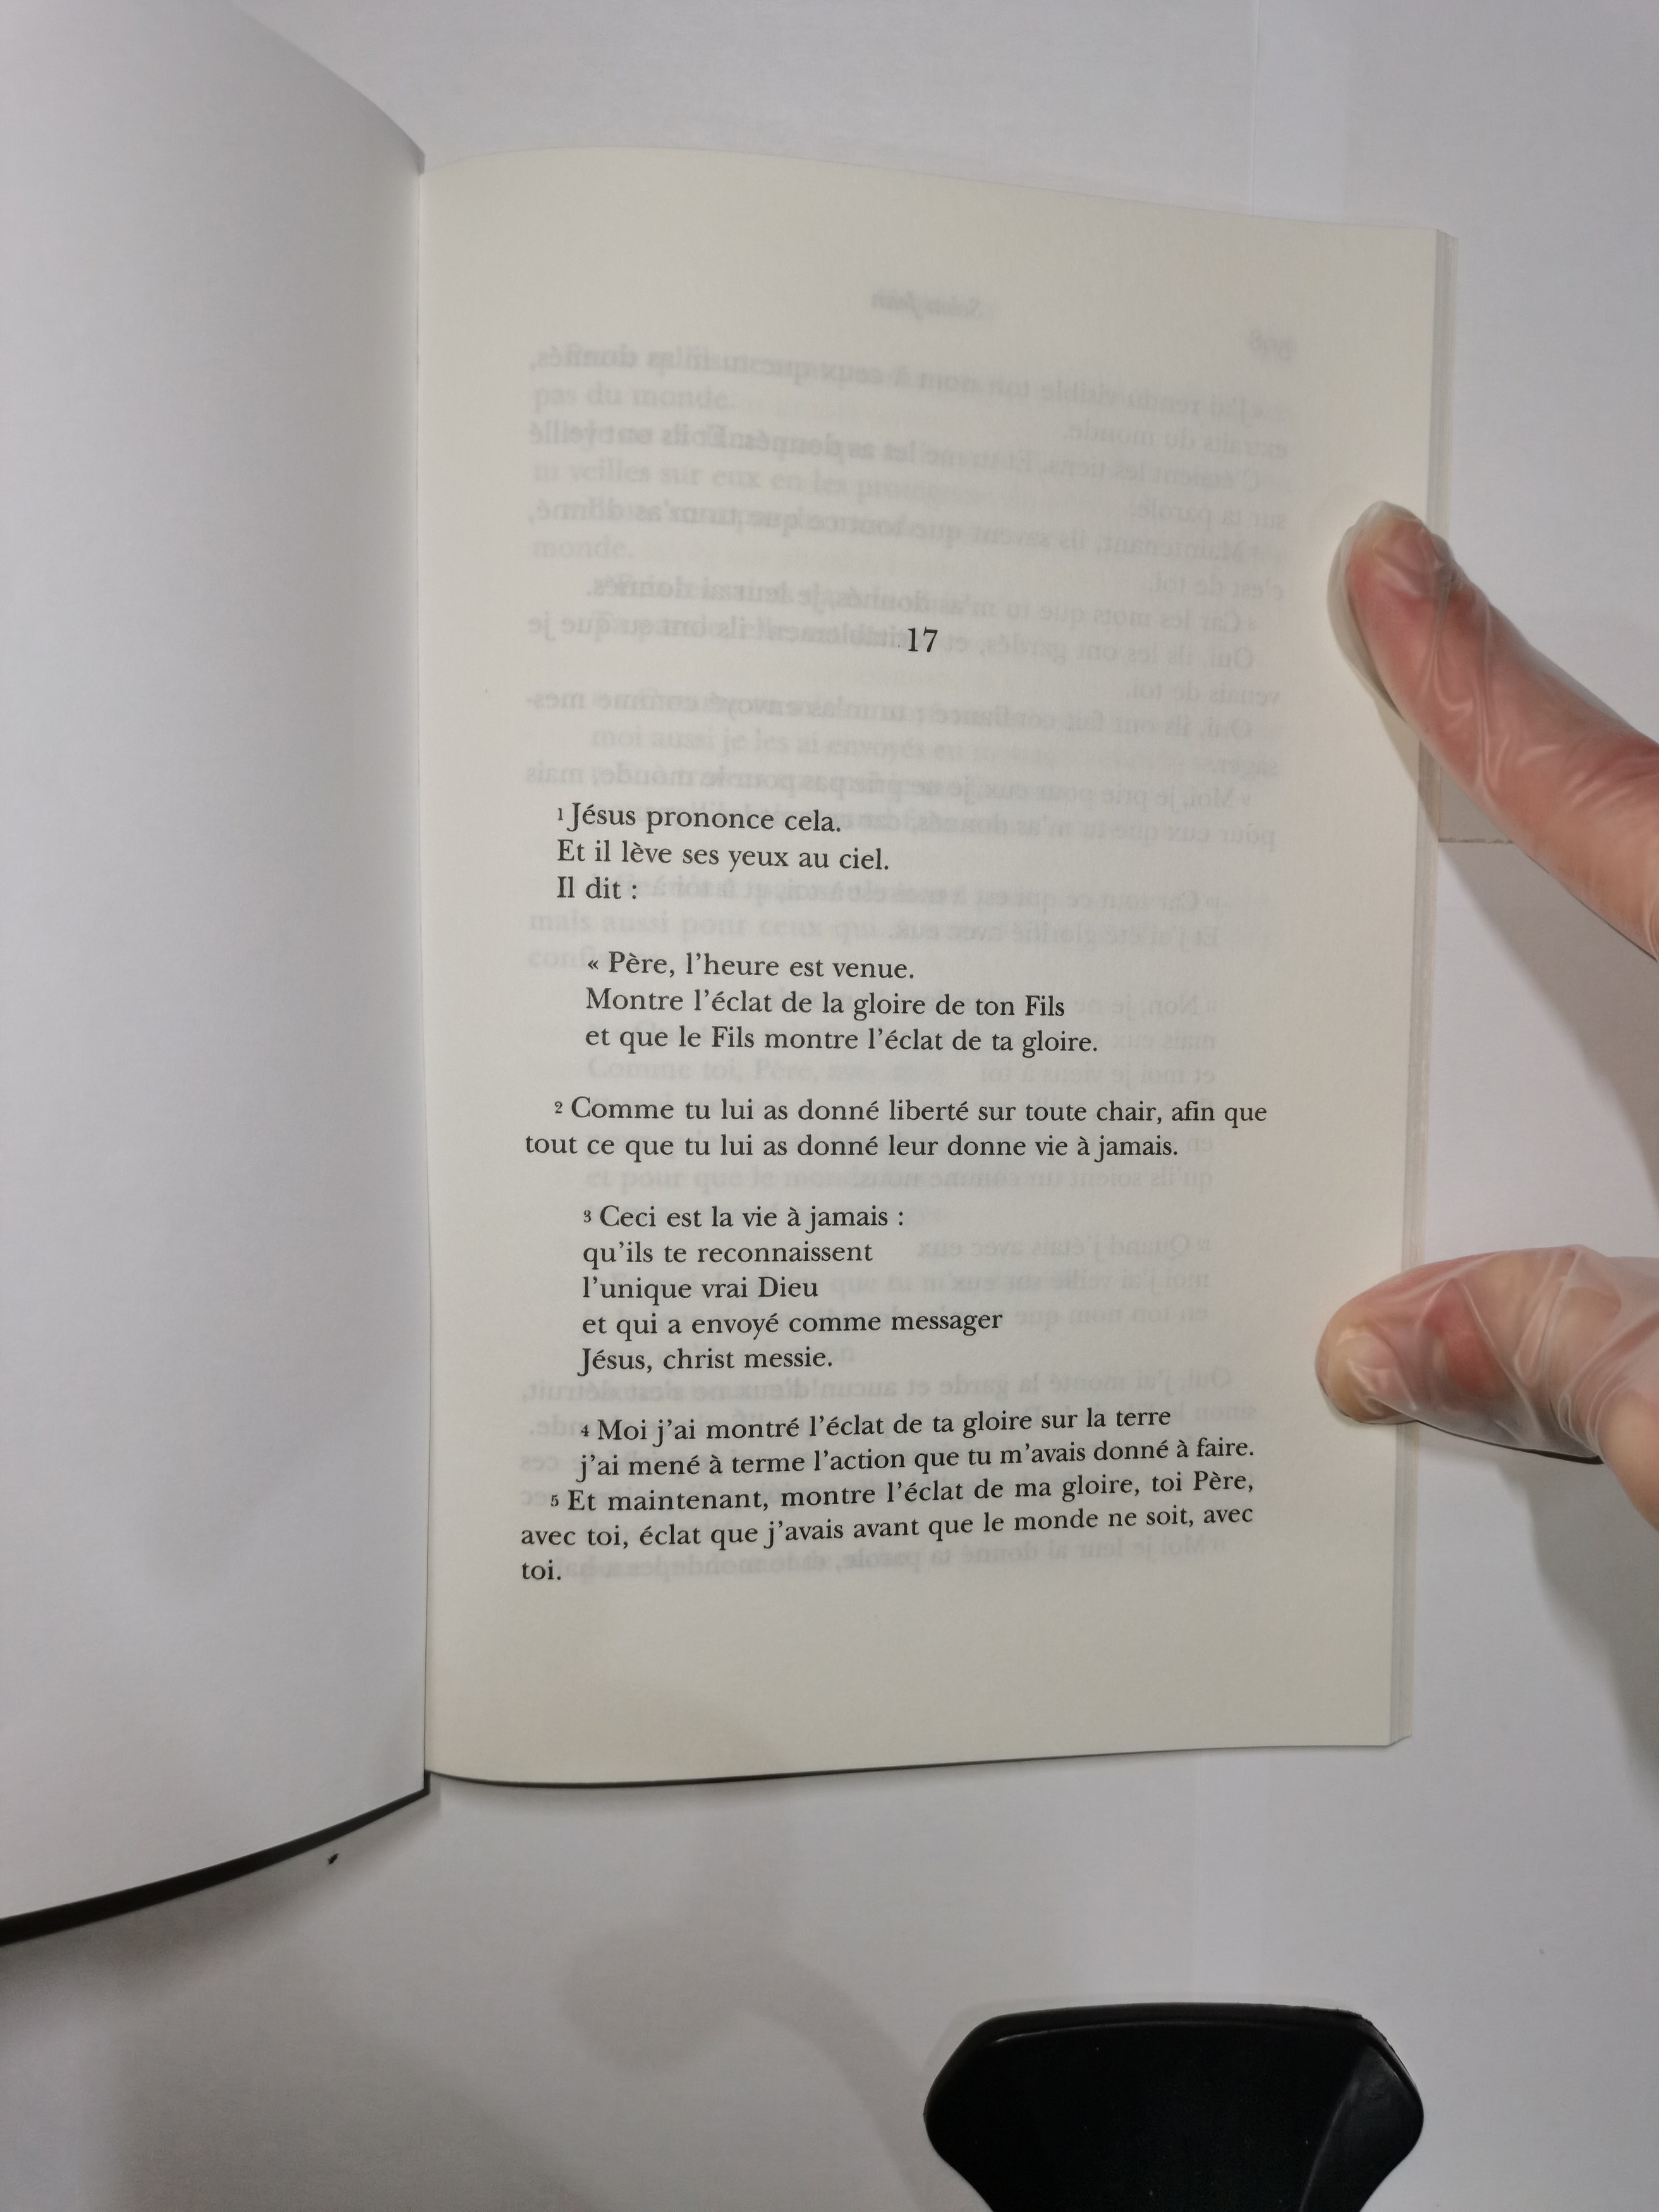 17
1 Jésus prononce cela.
Et il lève ses yeux au ciel.
Il dit :
« Père, l'heure est venue.
Montre l'éclat de la gloire de ton Fils
et que le Fils montre l'éclat de ta gloire.
2 Comme tu lui as donné liberté sur toute chair, afin que
tout ce que tu lui as donné leur donne vie à jamais.
3 Ceci est la vie à jamais :
qu'ils te reconnaissent
l'unique vrai Dieu
et qui a envoyé comme messager
Jésus, christ messie.
4 Moi j'ai montré l'éclat de ta gloire sur la terre
j'ai mené à terme l'action que tu m'avais donné à faire.
5 Et maintenant, montre l'éclat de ma gloire, toi Père,
avec toi, éclat que j'avais avant que le monde ne soit, avec
toi.